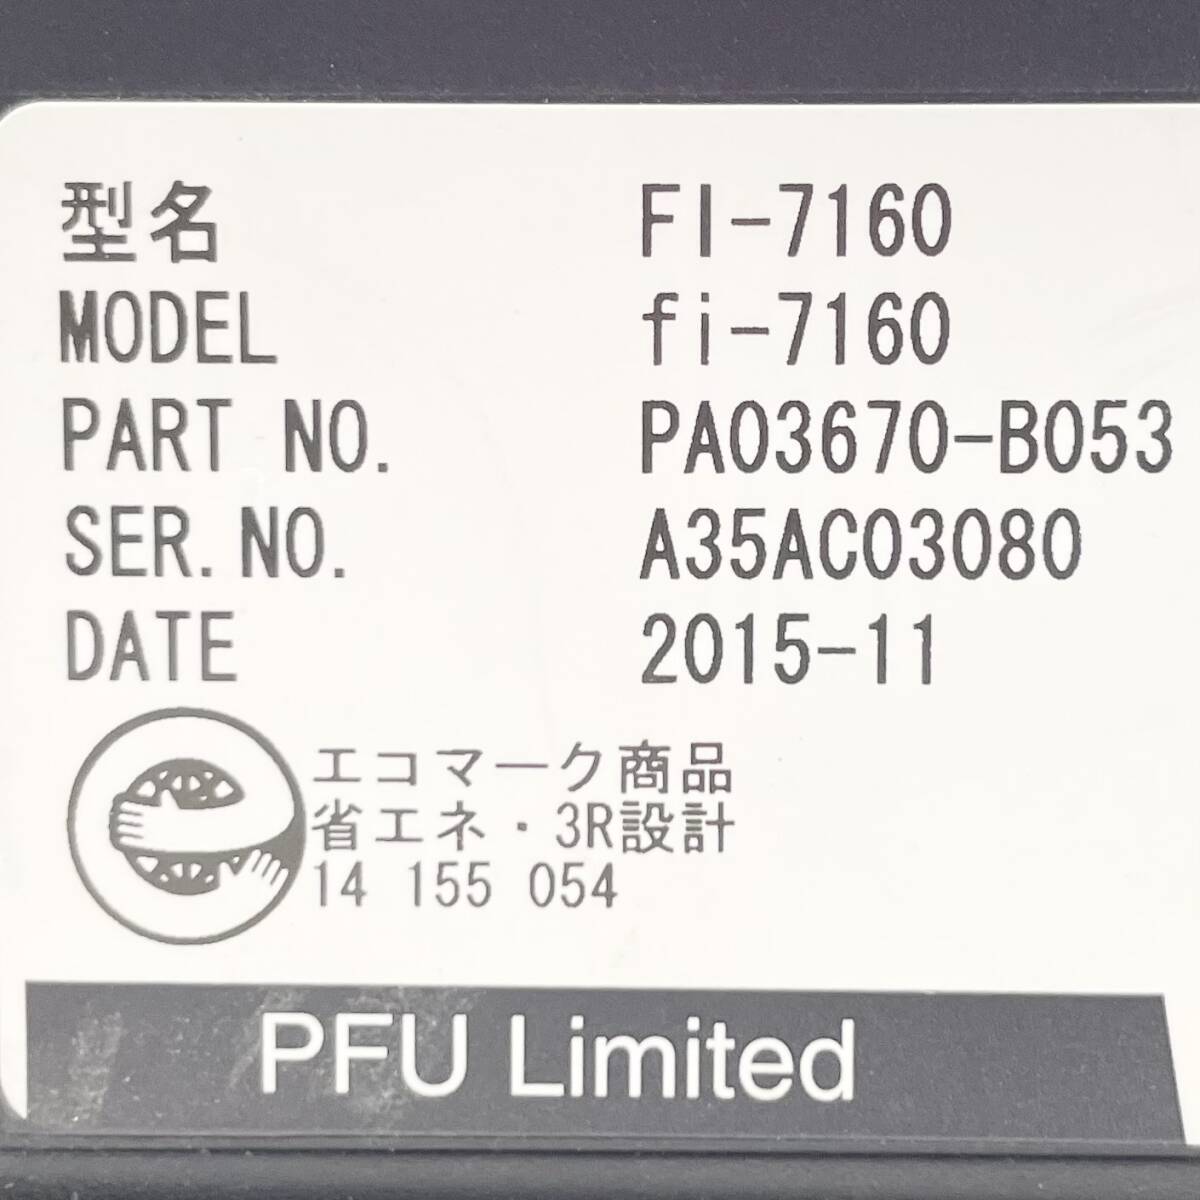 型名 FI-7160
MODEL fi-7160
PART NO. PA03670-B053
SER.NO. A35AC03080
DATE 2015-11
エコマーク商品
省エネ・3R設計
14 155 054
PFU Limited